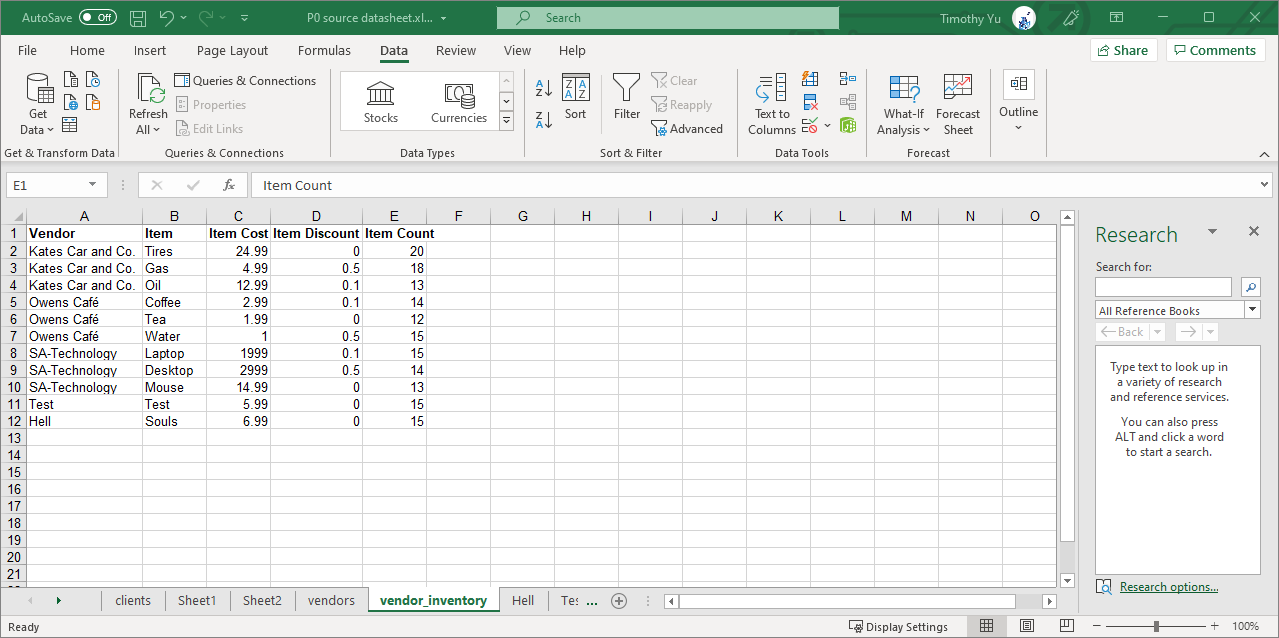 AutoSave Off P0 source datasheet.xl... Search Timothy Yu
File Home Insert Page Layout Formulas Data Review View Help Share Comments
Get Data
Refresh All
Queries & Connections
Properties
Edit Links
Stocks
Currencies
A Z
Z A
Z A A Z
Sort
Filter
Clear
Reapply
Advanced
Text to Columns
What-If Analysis
Forecast Sheet
Outline
Get & Transform Data Queries & Connections Data Types Sort & Filter Data Tools Forecast
E1 fx Item Count
A B C D E F G H I J K L M N O
1 Vendor Item Item Cost Item Discount Item Count
2 Kates Car and Co. Tires 24.99 0 20
3 Kates Car and Co. Gas 4.99 0.5 18
4 Kates Car and Co. Oil 12.99 0.1 13
5 Owens Café Coffee 2.99 0.1 14
6 Owens Café Tea 1.99 0 12
7 Owens Café Water 1 0.5 15
8 SA-Technology Laptop 1999 0.1 15
9 SA-Technology Desktop 2999 0.5 14
10 SA-Technology Mouse 14.99 0 13
11 Test Test 5.99 0 15
12 Hell Souls 6.99 0 15
13
14
15
16
17
18
19
20
21
Research
Search for:
All Reference Books
Back
Type text to look up in
a variety of research
and reference services.
You can also press
ALT and click a word
to start a search.
Research options...
clients Sheet1 Sheet2 vendors vendor_inventory Hell Tes ...
Ready Display Settings 100%